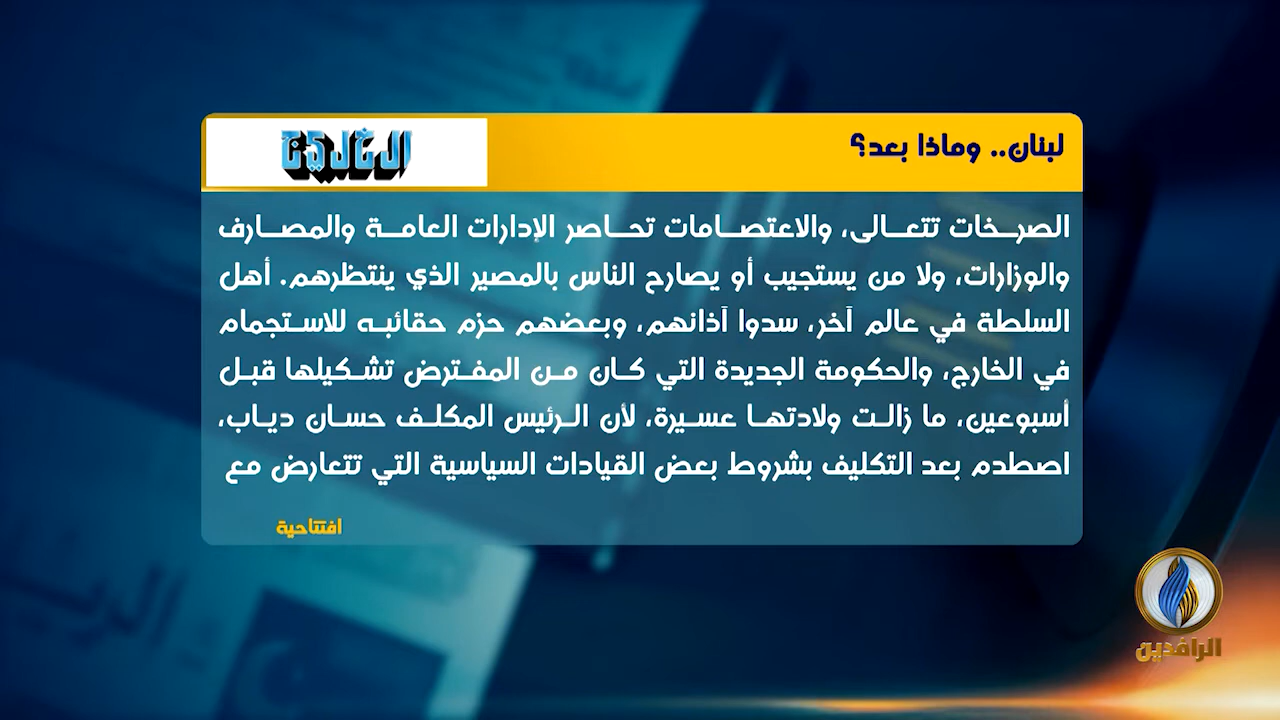 لبنان.. وماذا بعد؟
الخليج
الصرخات تتعالى، والاعتصامات تحاصر الإدارات العامة والمصارف
والوزارات، ولا من يستجيب أو يصارح الناس بالمصير الذي ينتظرهم. أهل
السلطة في عالم آخر، سدوا آذانهم، وبعضهم حزم حقائبه للاستجمام
في الخارج، والحكومة الجديدة التي كان من المفترض تشكيلها قبل
أسبوعين، ما زالت ولادتها عسيرة، لأن الرئيس المكلف حسان دياب،
اصطدم بعد التكليف بشروط بعض القيادات السياسية التي تتعارض مع
افتتاحية
الرافدين